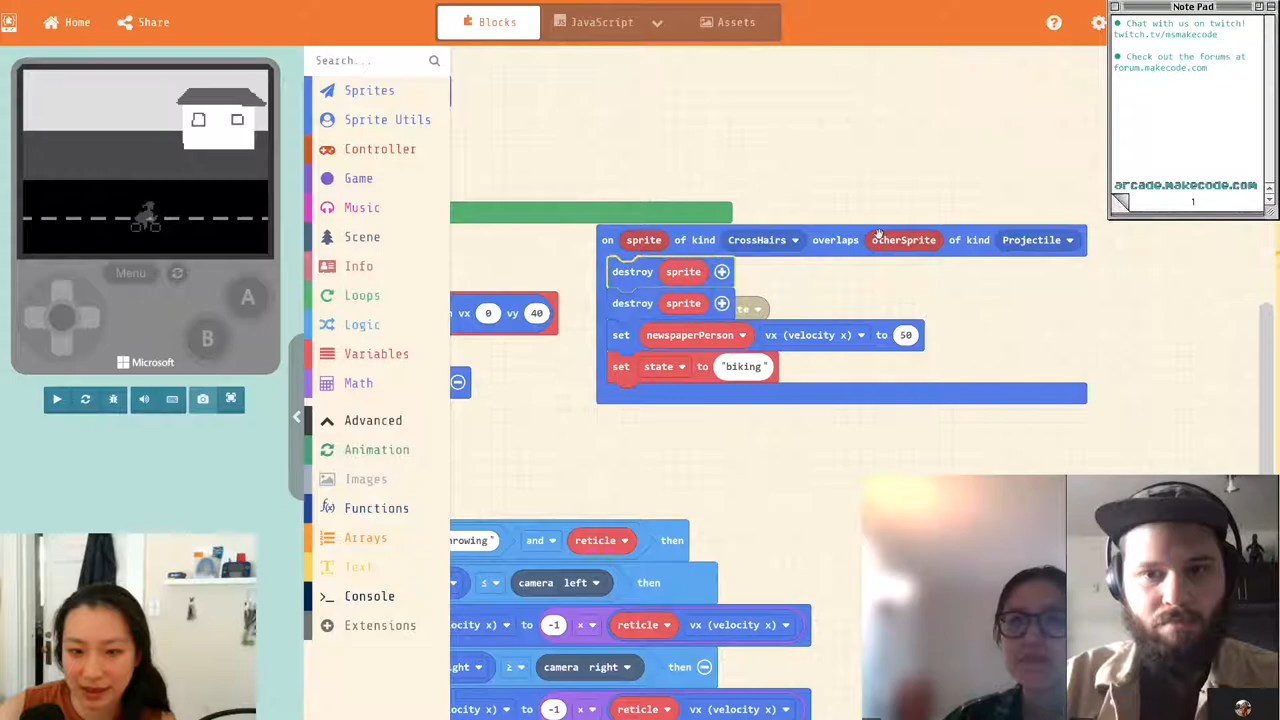 Home
Share
Blocks
JavaScript
Assets
Note Pad
● Chat with us on twitch!
twitch.tv/msmakecode
● Check out the forums at
forum.makecode.com
arcade.makecode.com
1
Search...
Sprites
Sprite Utils
Controller
Game
Music
Scene
Info
Loops
Logic
Variables
Math
Advanced
Animation
Images
Functions
Arrays
Text
Console
Extensions
Menu
A
B
Microsoft
on sprite of kind CrossHairs overlaps otherSprite of kind Projectile
destroy sprite
destroy sprite
te
set newspaperPerson vx (velocity x) to 50
set state to "biking"
vx 0 vy 40
rowing" and reticle then
≤ camera left then
ocity x) to -1 × reticle vx (velocity x)
ght ≥ camera right then
ocity x) to -1 × reticle vx (velocity x)